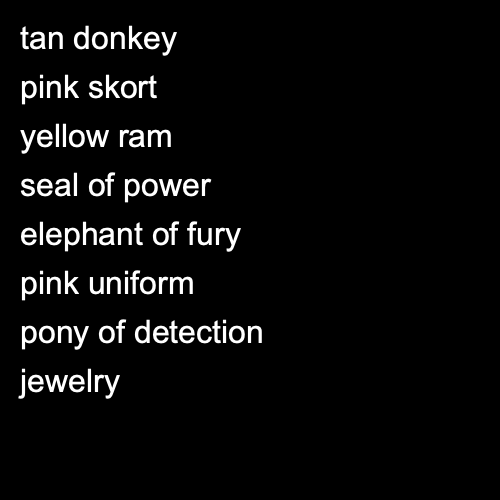 tan donkey
pink skort
yellow ram
seal of power
elephant of fury
pink uniform
pony of detection
jewelry